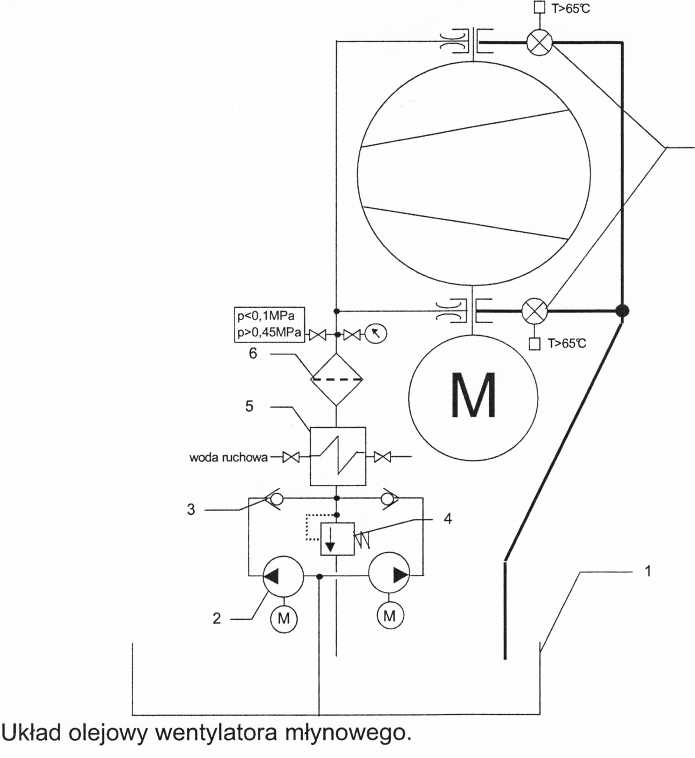 T>65°C
p<0,1MPa
p>0,45MPa
T>65°C
6
M
5
woda ruchowa
3
4
1
2
M
M
Układ olejowy wentylatora młynowego.